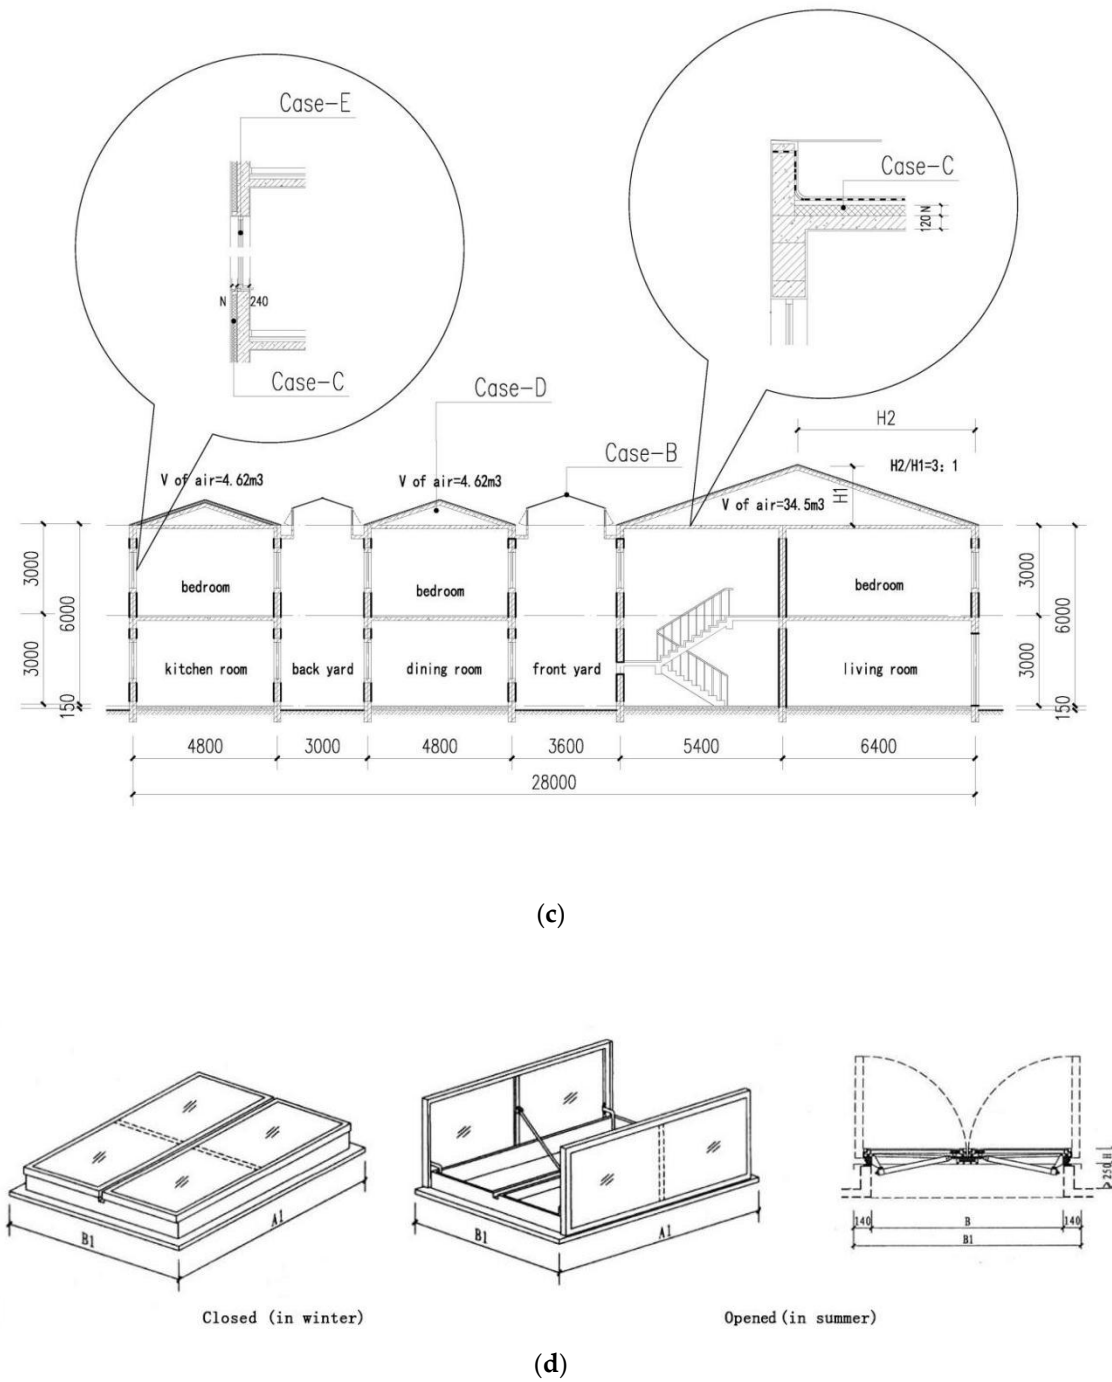 Case-E
Case-C
120 N
N 240
Case-C
Case-D
H2
Case-B
H2/H1=3: 1
V of air=4.62m3
V of air=4.62m3
H1
V of air=34.5m3
3000
6000
bedroom
bedroom
bedroom
3000
6000
3000
kitchen room
back yard
dining room
front yard
living room
3000
150
150
4800
3000
4800
3600
5400
6400
28000
(c)
B1
A1
B1
A1
250 H
140
B
140
B1
Closed (in winter)
Opened (in summer)
(d)